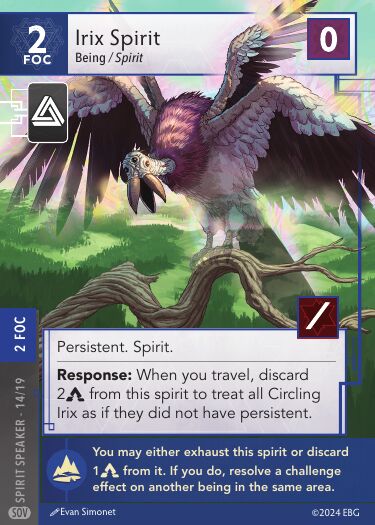 2
FOC
Irix Spirit
Being / Spirit
0
2 FOC
Persistent. Spirit.
Response: When you travel, discard
2 from this spirit to treat all Circling
Irix as if they did not have persistent.
You may either exhaust this spirit or discard
1 from it. If you do, resolve a challenge
effect on another being in the same area.
SOV SPIRIT SPEAKER - 14/19
Evan Simonet
©2024 EBG